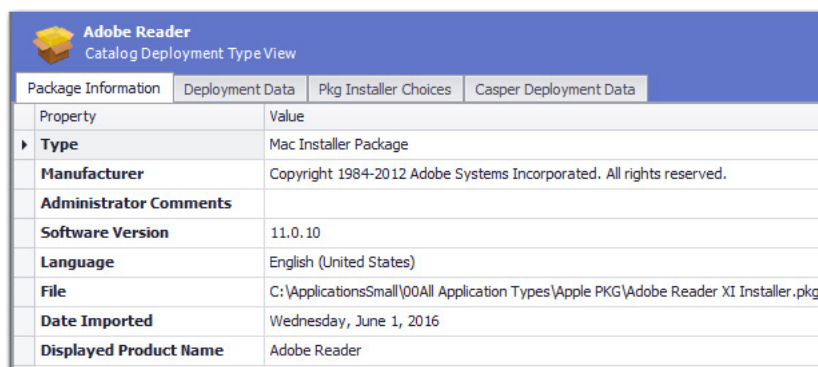 Adobe Reader
Catalog Deployment Type View
Package Information Deployment Data Pkg Installer Choices Casper Deployment Data
Property Value
Type Mac Installer Package
Manufacturer Copyright 1984-2012 Adobe Systems Incorporated. All rights reserved.
Administrator Comments
Software Version 11.0.10
Language English (United States)
File C:\ApplicationsSmall\00All Application Types\Apple PKG\Adobe Reader XI Installer.pkg
Date Imported Wednesday, June 1, 2016
Displayed Product Name Adobe Reader